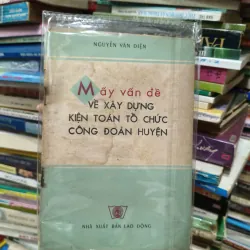 NGUYỄN VĂN ĐIỆN
Mấy vấn đề
VỀ XÂY DỰNG
KIỆN TOÀN TỔ CHỨC
CÔNG ĐOÀN HUYỆN
NHÀ XUẤT BẢN LAO ĐỘNG